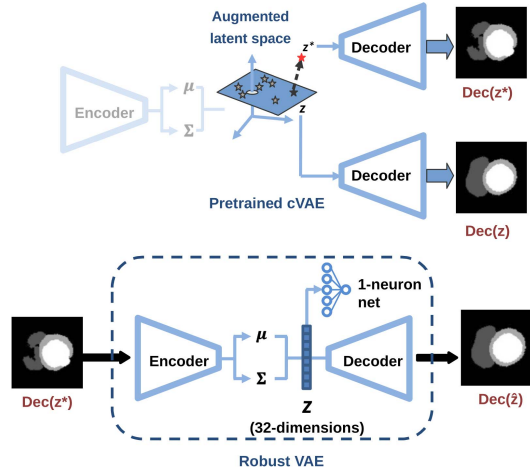 Augmented
latent space
z*
Decoder
Dec(z*)
Encoder
μ
Σ
z
Decoder
Pretrained cVAE
Dec(z)
1-neuron
net
Encoder
μ
Σ
Decoder
Dec(z*)
z
(32-dimensions)
Dec(ẑ)
Robust VAE